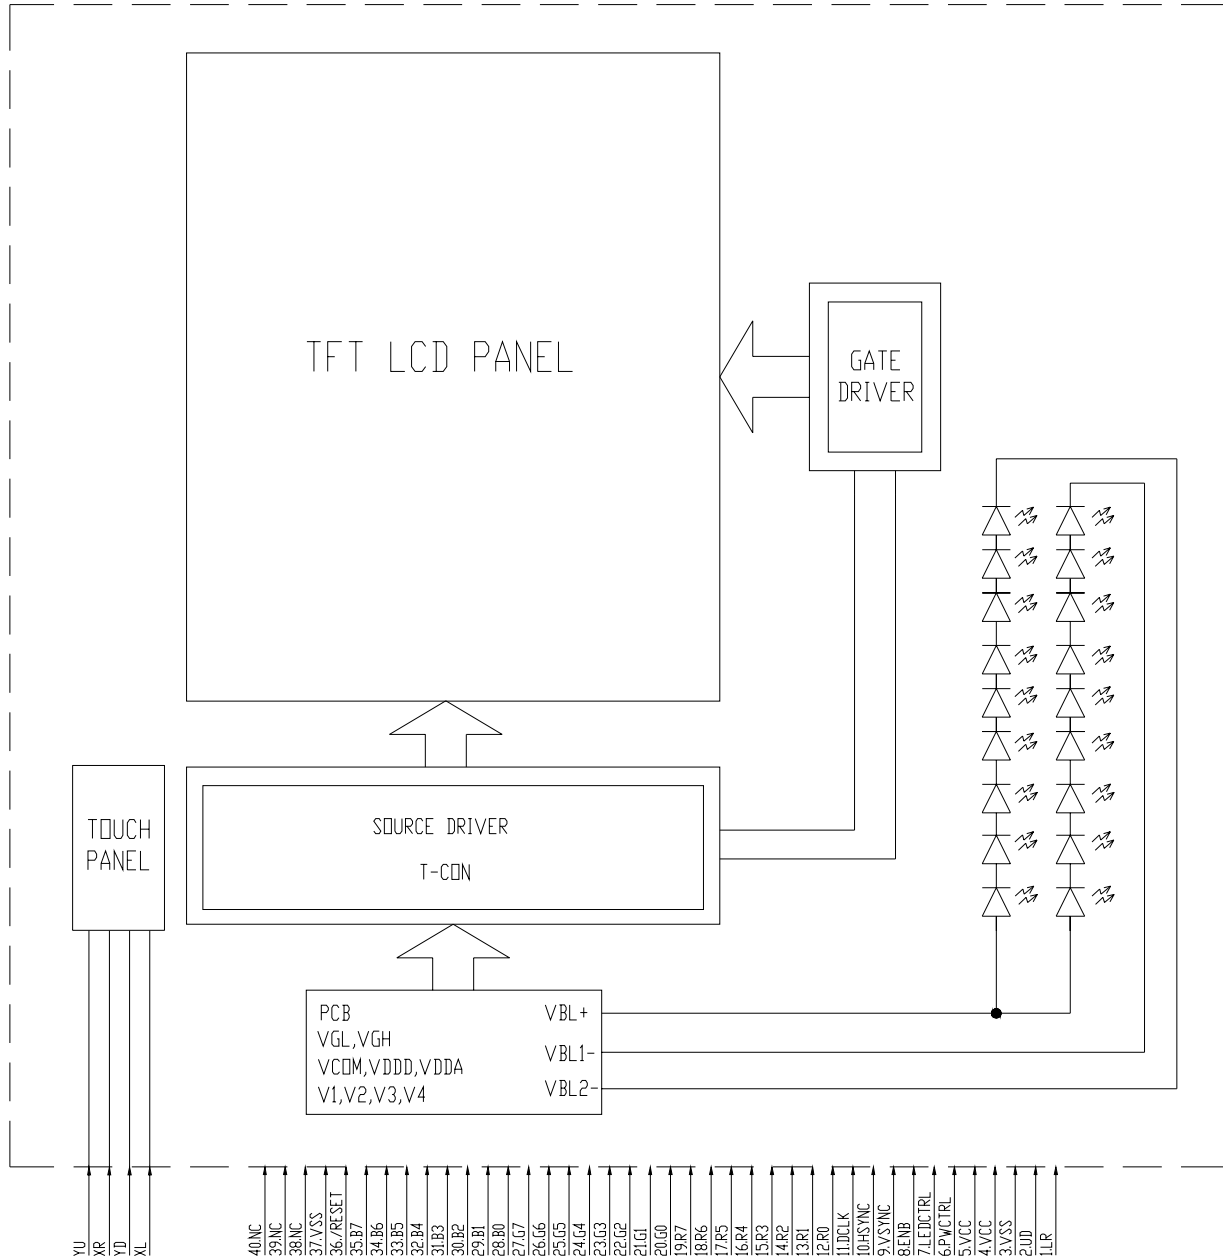 TFT LCD PANEL
GATE
DRIVER
TOUCH
PANEL
SOURCE DRIVER
T-CON
PCB
VGL,VGH
VCOM,VDDD,VDDA
V1,V2,V3,V4
VBL+
VBL1-
VBL2-
YU
XR
YD
XL
40.NC
39.NC
38.NC
37.VSS
36./RESET
35.B7
34.B6
33.B5
32.B4
31.B3
30.B2
29.B1
28.B0
27.G7
26.G6
25.G5
24.G4
23.G3
22.G2
21.G1
20.G0
19.R7
18.R6
17.R5
16.R4
15.R3
14.R2
13.R1
12.R0
11.DCLK
10.HSYNC
9.VSYNC
8.ENB
7.LEDCTRL
6.PWCTRL
5.VCC
4.VCC
3.VSS
2.UD
1.LR